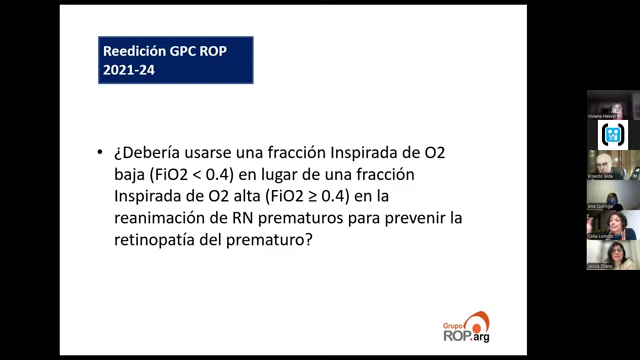 Reedición GPC ROP
2021-24
• ¿Debería usarse una fracción Inspirada de O2
baja (FiO2 < 0.4) en lugar de una fracción
Inspirada de O2 alta (FiO2 ≥ 0.4) en la
reanimación de RN prematuros para prevenir la
retinopatía del prematuro?
Grupo
ROP.arg
Ernesto Alda
Ana Quiroga
Celia Lomuto